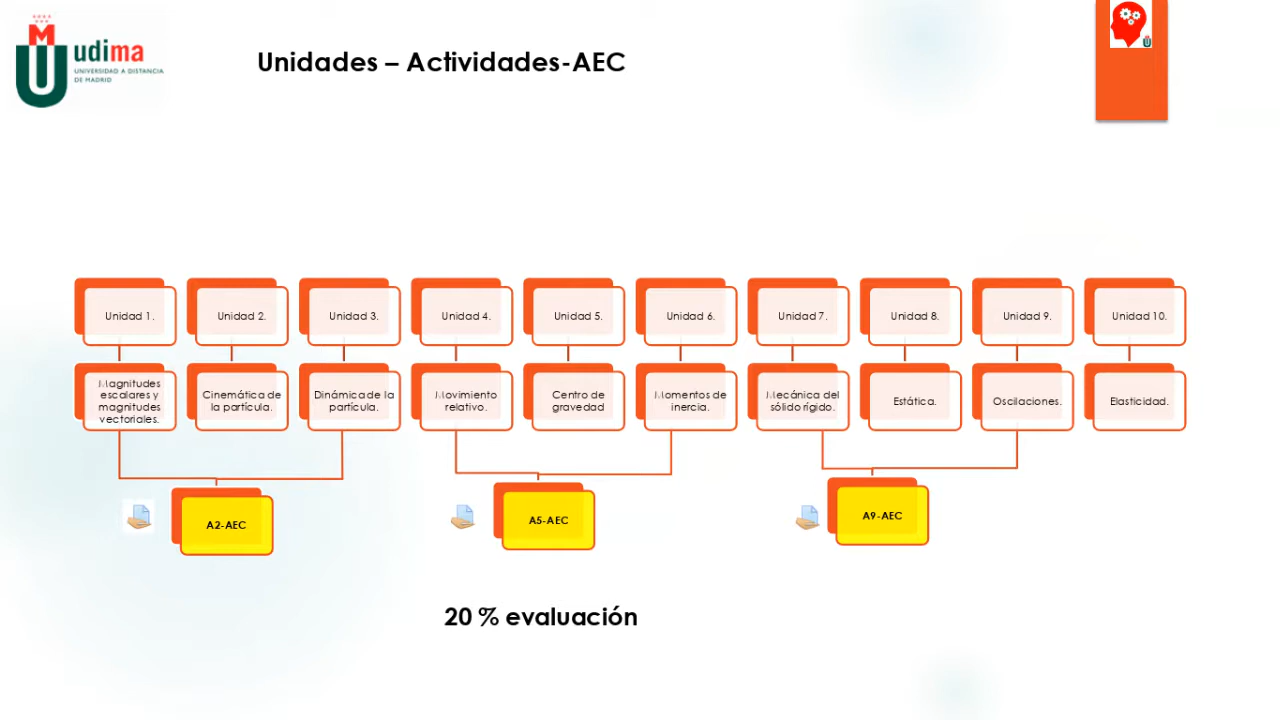 udima
UNIVERSIDAD A DISTANCIA
DE MADRID
Unidades – Actividades-AEC
Unidad 1.
Unidad 2.
Unidad 3.
Unidad 4.
Unidad 5.
Unidad 6.
Unidad 7.
Unidad 8.
Unidad 9.
Unidad 10.
Magnitudes
escalares y
magnitudes
vectoriales.
Cinemática de
la partícula.
Dinámica de la
partícula.
Movimiento
relativo.
Centro de
gravedad
Momentos de
inercia.
Mecánica del
sólido rígido.
Estática.
Oscilaciones.
Elasticidad.
A2-AEC
A5-AEC
A9-AEC
20 % evaluación